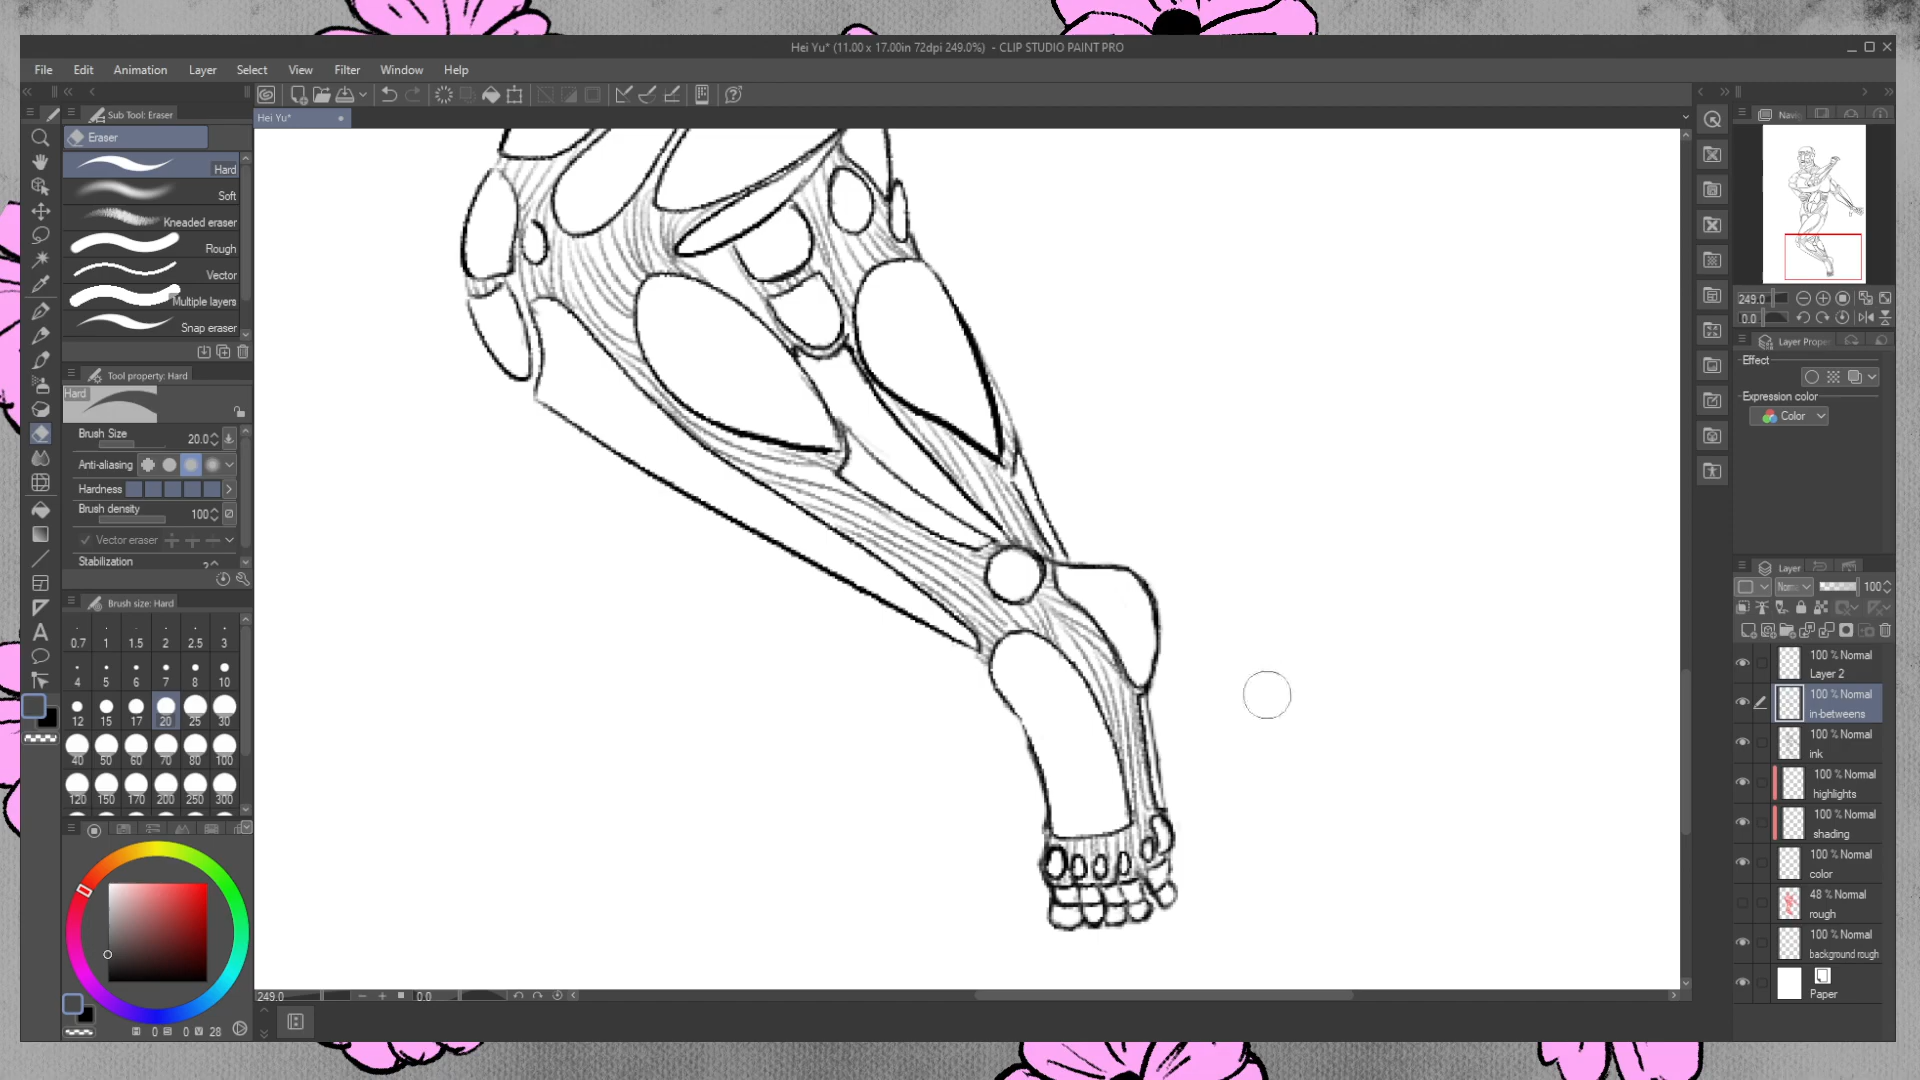 Hei Yu* (11.00 x 17.00in 72dpi 249.0%) - CLIP STUDIO PAINT PRO
File Edit Animation Layer Select View Filter Window Help
Sub Tool: Eraser
Hei Yu*
Eraser
Hard
Soft
Kneaded eraser
Rough
Vector
Multiple layers
Snap eraser
Tool property: Hard
Hard
Brush Size 20.0
Anti-aliasing
Hardness
Brush density 100
Vector eraser
Stabilization
Brush size: Hard
0.7 1 1.5 2 2.5 3
4 5 6 7 8 10
12 15 17 20 25 30
40 50 60 70 80 100
120 150 170 200 250 300
0 0 28
249.0 0.0
Navi
249.0
0.0
Layer Prope
Effect
Expression color
Color
Layer
Norm 100
100 % Normal
Layer 2
100 % Normal
in-betweens
100 % Normal
ink
100 % Normal
highlights
100 % Normal
shading
100 % Normal
color
48 % Normal
rough
100 % Normal
background rough
Paper